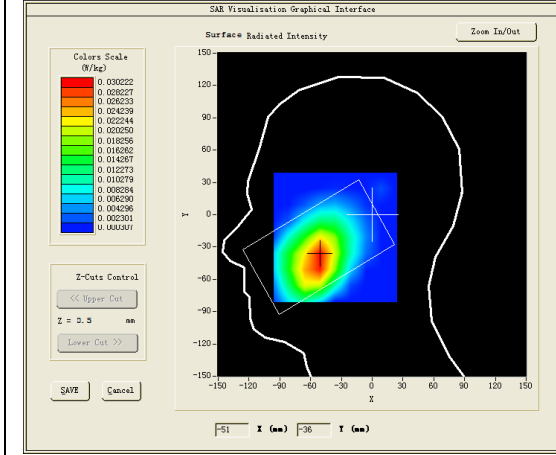 SAR Visualisation Graphical Interface
Surface Radiated Intensity
Zoom In/Out
Colors Scale
(W/kg)
0.030222
0.028227
0.026233
0.024239
0.022244
0.020250
0.018256
0.016262
0.014267
0.012273
0.010279
0.008284
0.006290
0.004296
0.002301
0.000307
150
120
90
60
30
Y
0
-30
-60
-90
-120
-150
-150 -120 -90 -60 -30 0 30 60 90 120 150
X
Z-Cuts Control
<< Upper Cut
Z = 0.5 mm
Lower Cut >>
SAVE
Cancel
-51 X (mm) -36 Y (mm)